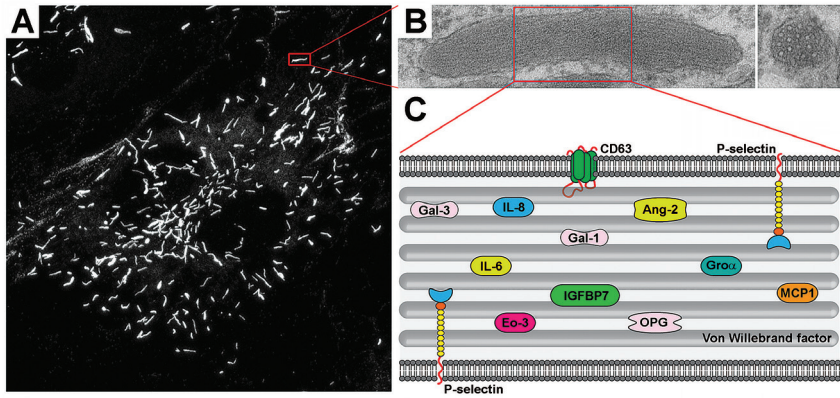 A
B
C
CD63
P-selectin
Gal-3
IL-8
Ang-2
Gal-1
IL-6
Groα
IGFBP7
MCP1
Eo-3
OPG
Von Willebrand factor
P-selectin